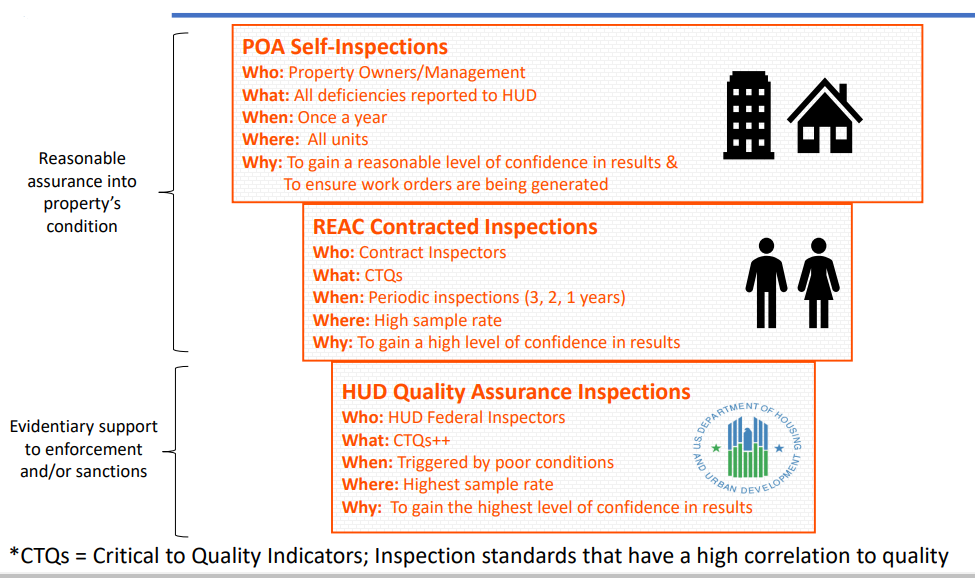 POA Self-Inspections
Who: Property Owners/Management
What: All deficiencies reported to HUD
When: Once a year
Where: All units
Why: To gain a reasonable level of confidence in results &
To ensure work orders are being generated
Reasonable
assurance into
property's
condition
REAC Contracted Inspections
Who: Contract Inspectors
What: CTQs
When: Periodic inspections (3, 2, 1 years)
Where: High sample rate
Why: To gain a high level of confidence in results
HUD Quality Assurance Inspections
Who: HUD Federal Inspectors
What: CTQs++
When: Triggered by poor conditions
Where: Highest sample rate
Why: To gain the highest level of confidence in results
U.S. DEPARTMENT OF HOUSING
AND URBAN DEVELOPMENT
Evidentiary support
to enforcement
and/or sanctions
*CTQs = Critical to Quality Indicators; Inspection standards that have a high correlation to quality